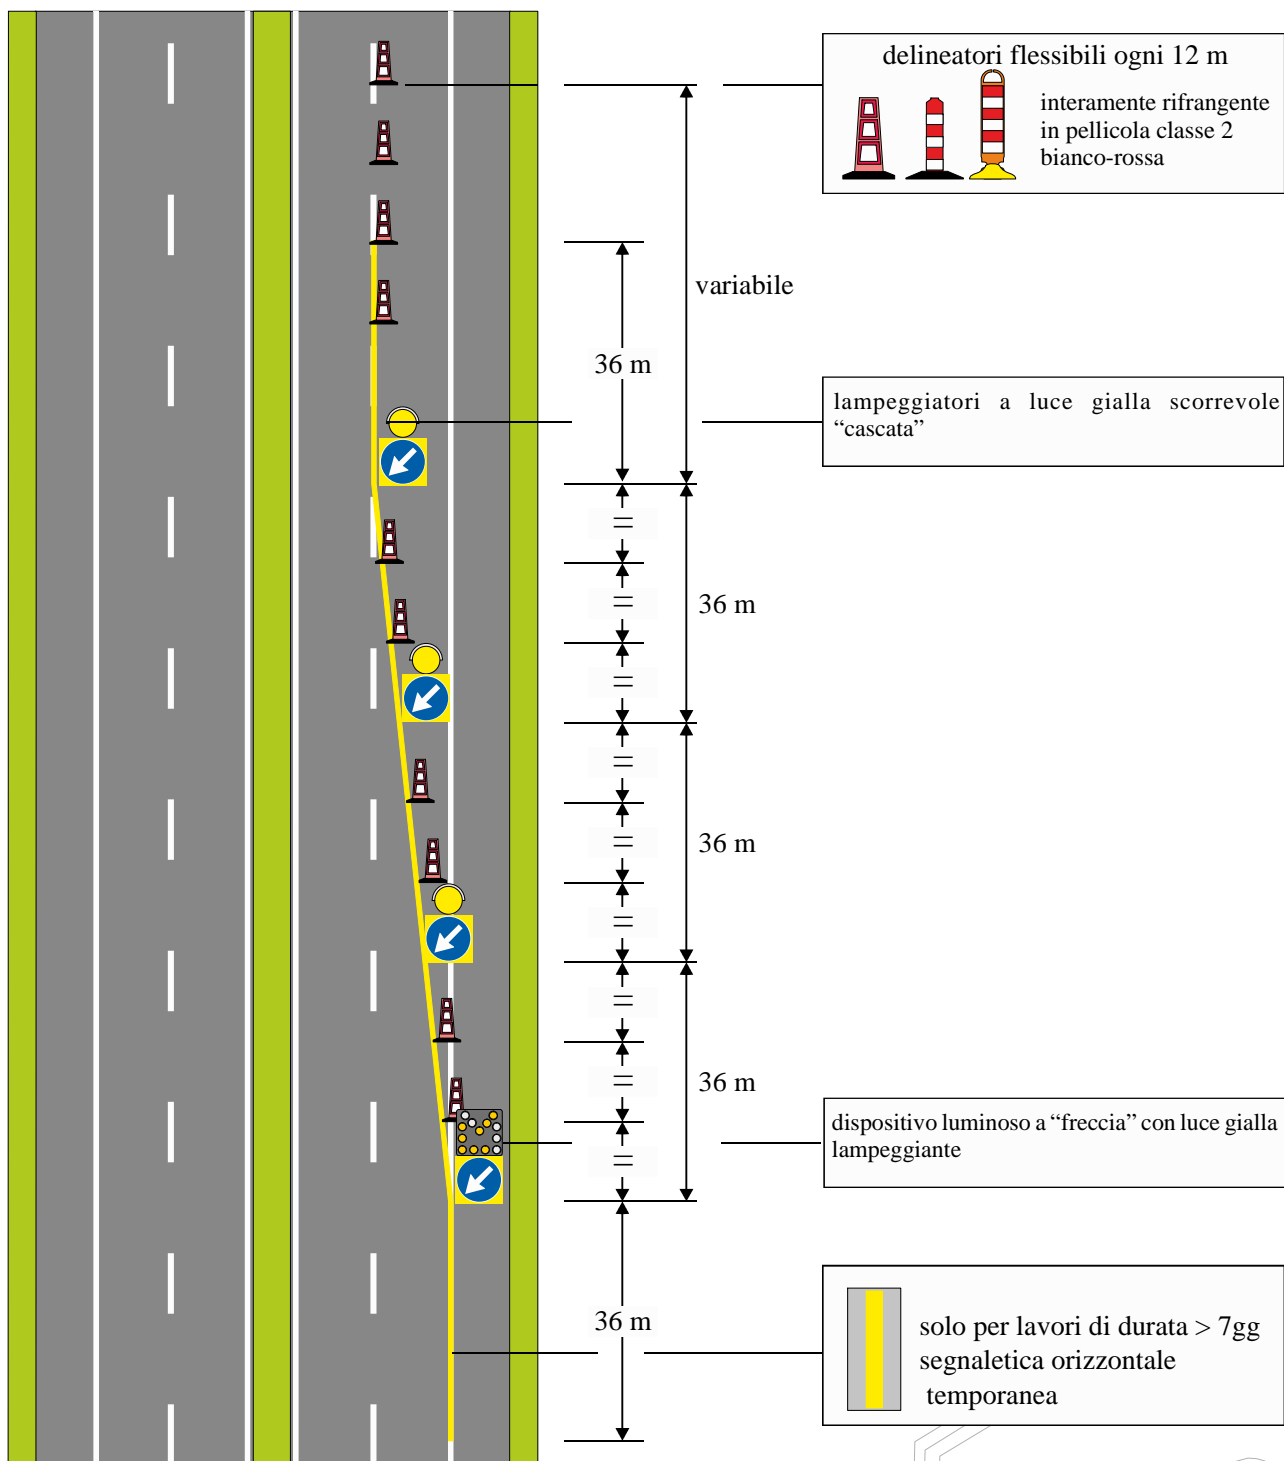 delineatori flessibili ogni 12 m
interamente rifrangente
in pellicola classe 2
bianco-rossa
variabile
36 m
lampeggiatori a luce gialla scorrevole
“cascata”
=
=
36 m
=
=
=
36 m
=
=
=
36 m
=
dispositivo luminoso a “freccia” con luce gialla
lampeggiante
36 m
solo per lavori di durata > 7gg
segnaletica orizzontale
temporanea